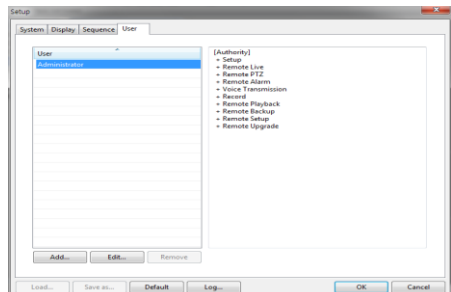 Setup
System Display Sequence User
User
Administrator
[Authority]
+ Setup
+ Remote Live
+ Remote PTZ
+ Remote Alarm
+ Voice Transmission
+ Record
+ Remote Playback
+ Remote Backup
+ Remote Setup
+ Remote Upgrade
Add... Edit... Remove
Load... Save as... Default Log... OK Cancel